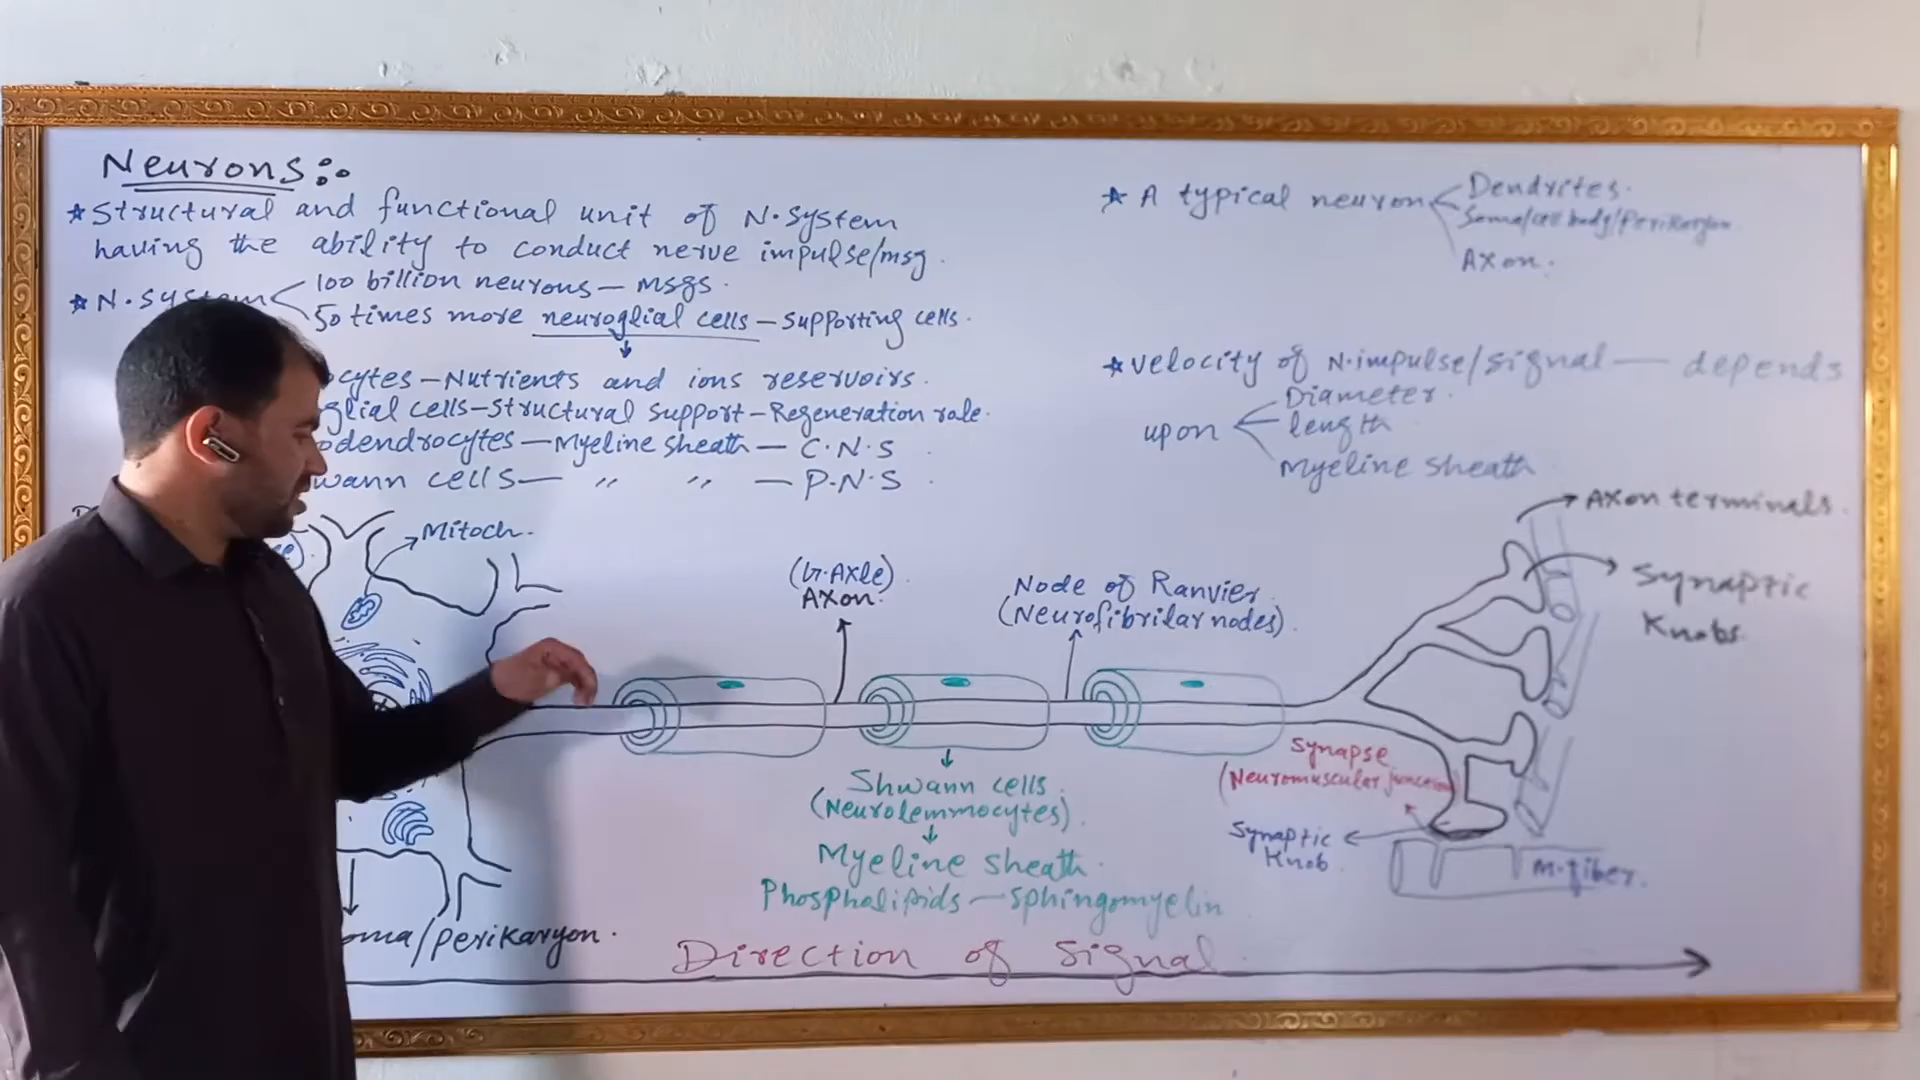 Neurons:
* Structural and functional unit of N.System
having the ability to conduct nerve impulse/msg.
* N.System
100 billion neurons — msgs.
50 times more neuroglial cells — supporting cells.
cytes — Nutrients and ions reservoirs.
glial cells — Structural support — Regeneration role.
odendrocytes — Myeline sheath — C.N.S
wann cells — " " — P.N.S
Mitoch.
(G.Axle)
Axon.
Node of Ranvier
(Neurofibrilar nodes).
Shwann cells
(Neurolemmocytes).
Myeline sheath.
Phospholipids — Sphingomyelin
oma/perikaryon.
Direction of Signal
* A typical neuron
Dendrites.
Soma/cell body/Perikaryon
Axon.
* Velocity of N.impulse/signal — depends
upon
Diameter.
length
Myeline sheath
Axon terminals.
Synaptic
Knobs.
Synapse
(Neuromuscular junction)
Synaptic
Knob.
M.fiber.